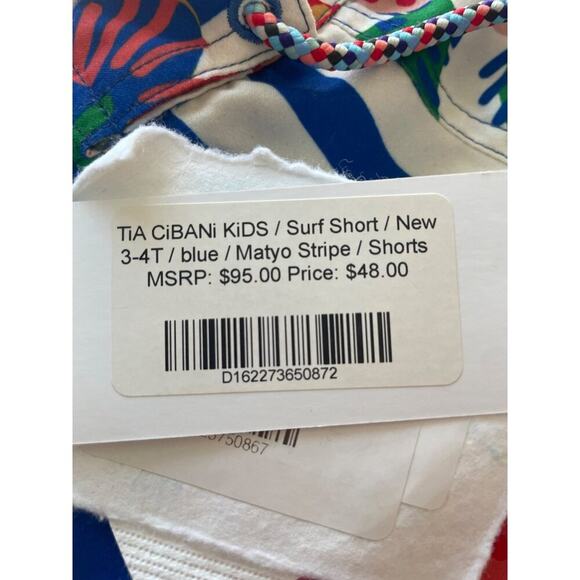 TiA CiBANi KiDS / Surf Short / New
3-4T / blue / Matyo Stripe / Shorts
MSRP: $95.00 Price: $48.00
D162273650872
750867